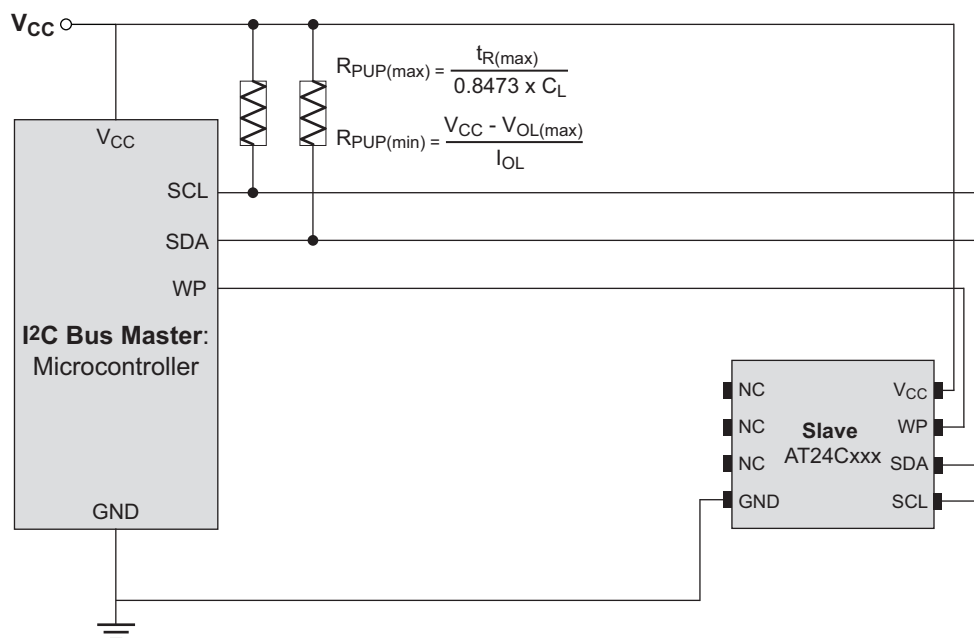 VCC
RPUP(max) = tR(max) / 0.8473 x CL
RPUP(min) = VCC - VOL(max) / IOL
VCC
SCL
SDA
WP
I²C Bus Master:
Microcontroller
GND
NC
NC
NC
GND
Slave
AT24Cxxx
VCC
WP
SDA
SCL